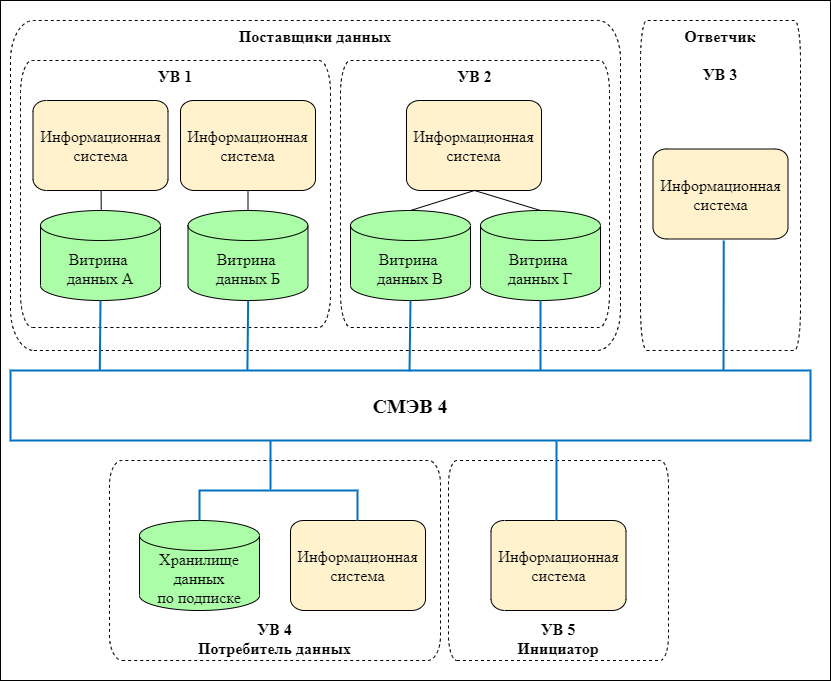 Поставщики данных
Ответчик
УВ 1
УВ 2
УВ 3
Информационная
система
Информационная
система
Информационная
система
Информационная
система
Витрина
данных А
Витрина
данных Б
Витрина
данных В
Витрина
данных Г
СМЭВ 4
Хранилище
данных
по подписке
Информационная
система
Информационная
система
УВ 4
Потребитель данных
УВ 5
Инициатор